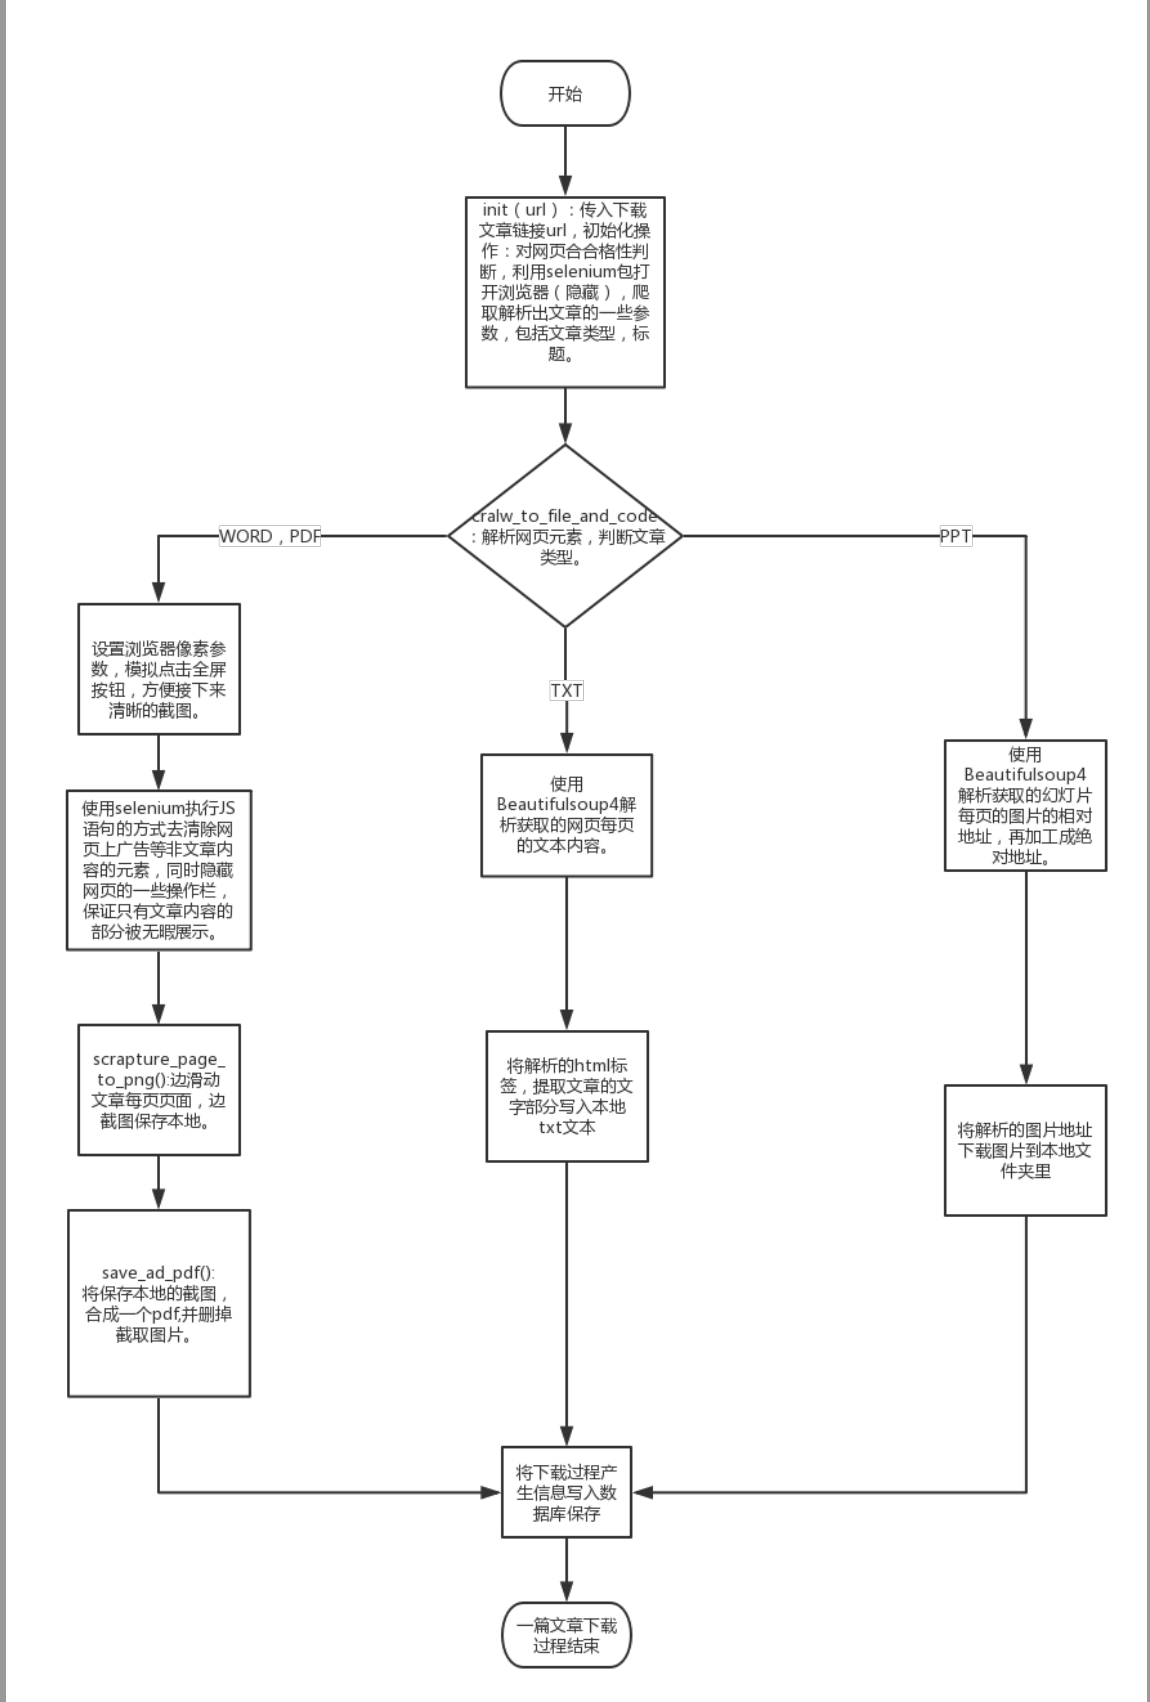 开始
init（url）：传入下载
文章链接url，初始化操
作：对网页合合格性判
断，利用selenium包打
开浏览器（隐藏），爬
取解析出文章的一些参
数，包括文章类型，标
题。
cralw_to_file_and_code
：解析网页元素，判断文章
类型。
WORD，PDF
PPT
TXT
设置浏览器像素参
数，模拟点击全屏
按钮，方便接下来
清晰的截图。
使用selenium执行JS
语句的方式去清除网
页上广告等非文章内
容的元素，同时隐藏
网页的一些操作栏，
保证只有文章内容的
部分被无暇展示。
scrapture_page_
to_png():边滑动
文章每页页面，边
截图保存本地。
save_ad_pdf():
将保存本地的截图，
合成一个pdf,并删掉
截取图片。
使用
Beautifulsoup4解
析获取的网页每页
的文本内容。
将解析的html标
签，提取文章的文
字部分写入本地
txt文本
使用
Beautifulsoup4
解析获取的幻灯片
每页的图片的相对
地址，再加工成绝
对地址。
将解析的图片地址
下载图片到本地文
件夹里
将下载过程产
生信息写入数
据库保存
一篇文章下载
过程结束